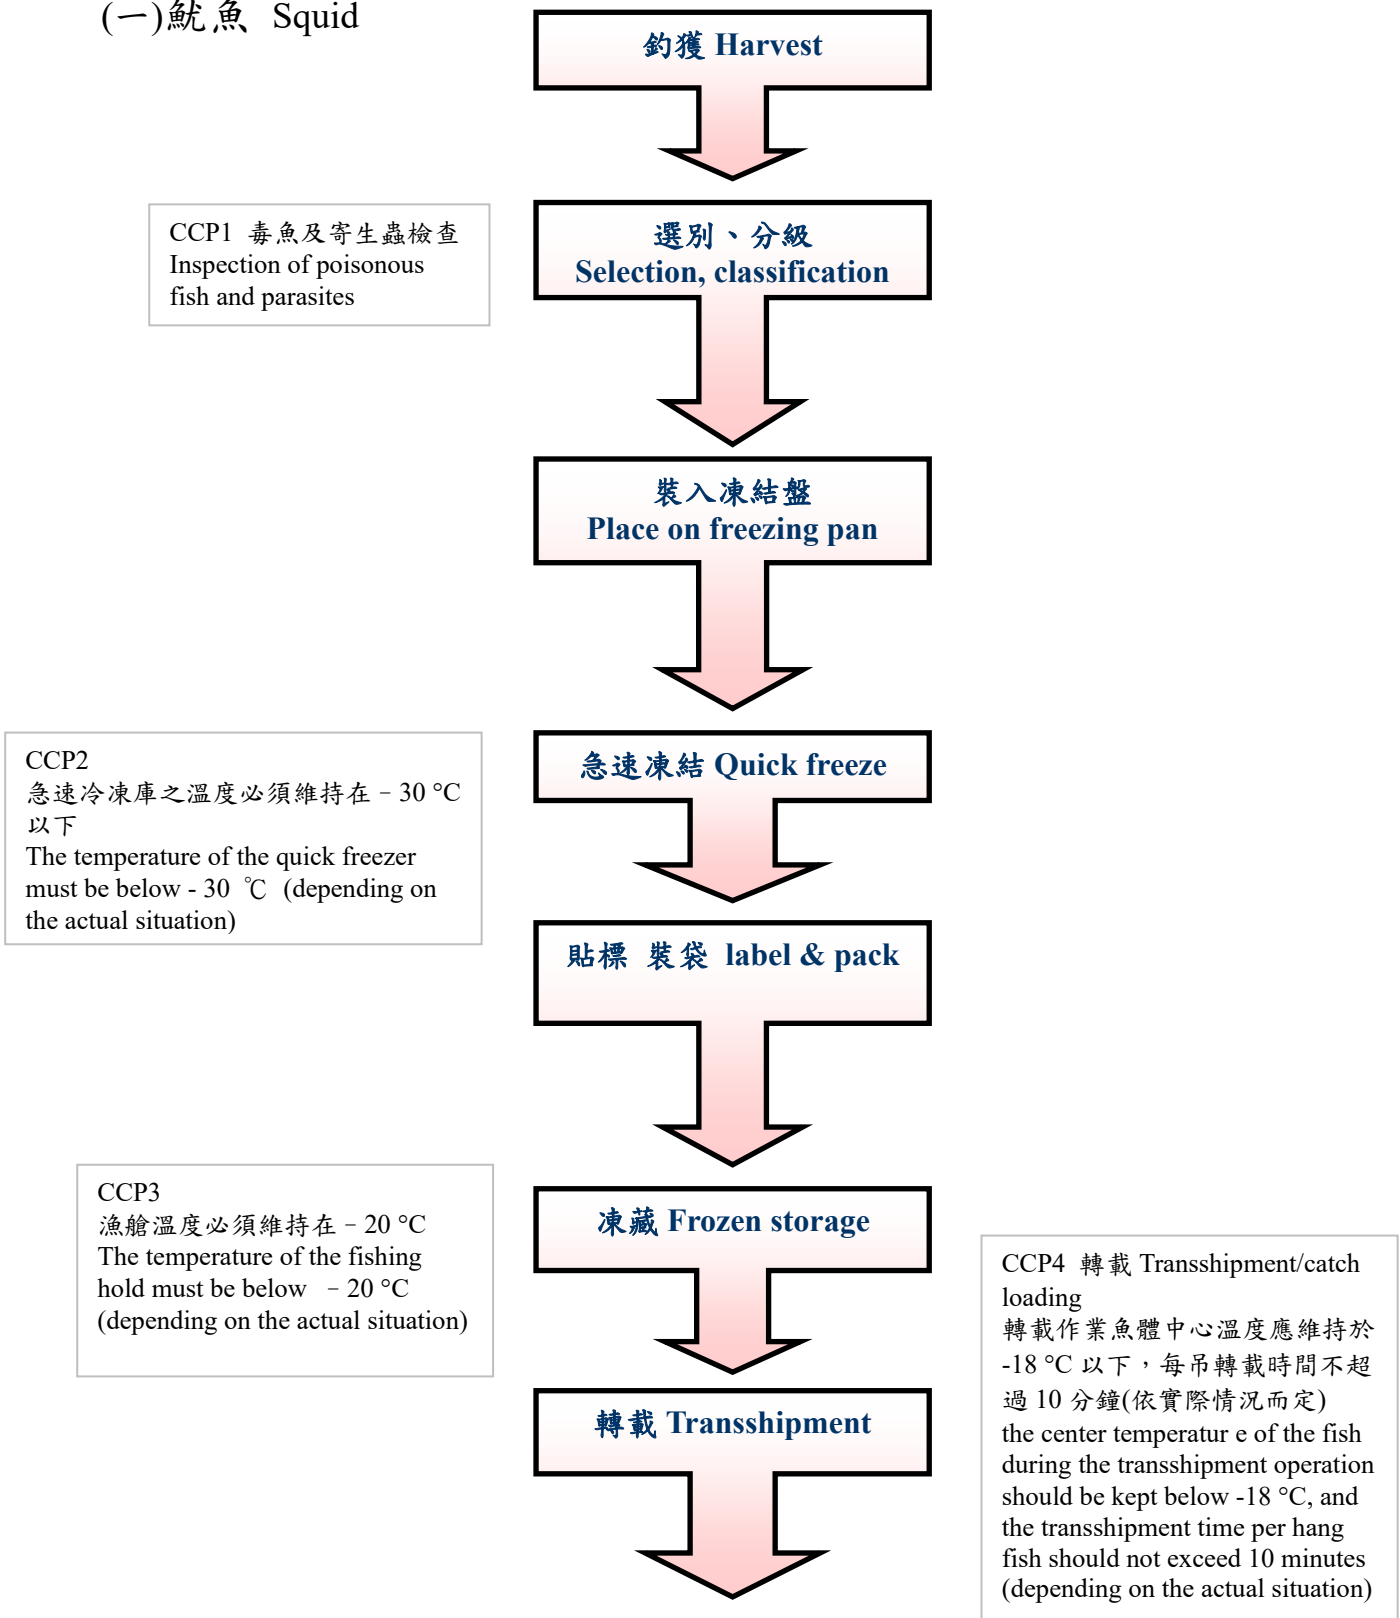 (一)魷魚 Squid
釣獲 Harvest
CCP1 毒魚及寄生蟲檢查
Inspection of poisonous
fish and parasites
選別、分級
Selection, classification
裝入凍結盤
Place on freezing pan
CCP2
急速冷凍庫之溫度必須維持在﹣30 °C
以下
The temperature of the quick freezer
must be below - 30 ℃ (depending on
the actual situation)
急速凍結 Quick freeze
貼標 裝袋 label & pack
CCP3
漁艙溫度必須維持在﹣20 °C
The temperature of the fishing
hold must be below ﹣20 °C
(depending on the actual situation)
凍藏 Frozen storage
CCP4 轉載 Transshipment/catch
loading
轉載作業魚體中心溫度應維持於
-18 °C 以下，每吊轉載時間不超
過 10 分鐘(依實際情況而定)
the center temperatur e of the fish
during the transshipment operation
should be kept below -18 °C, and
the transshipment time per hang
fish should not exceed 10 minutes
(depending on the actual situation)
轉載 Transshipment